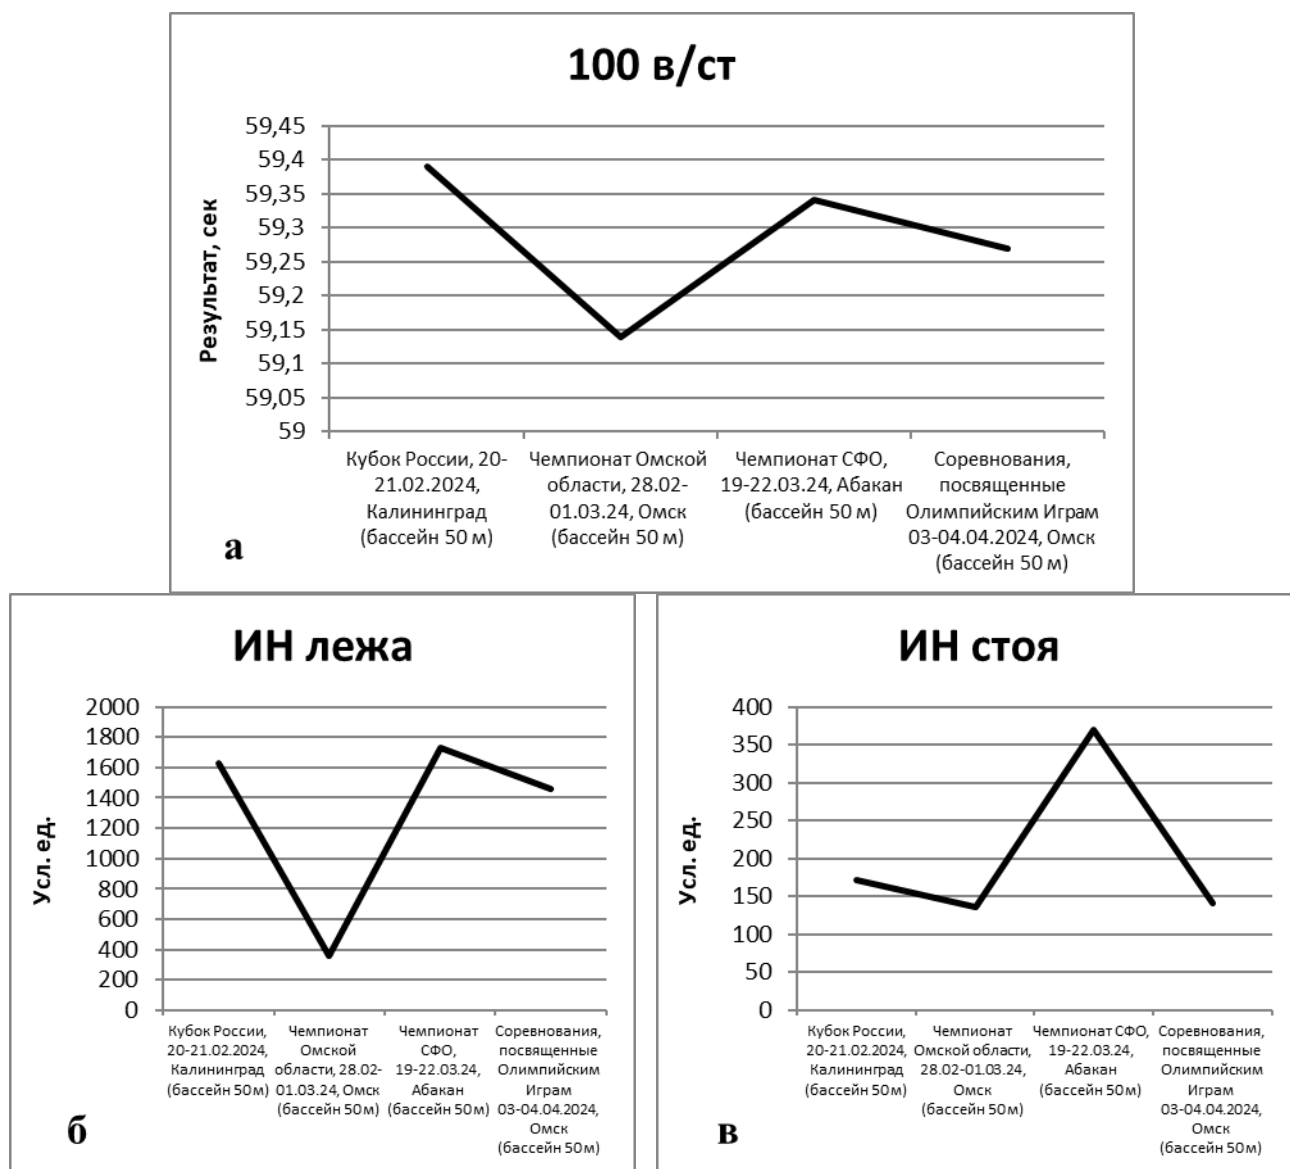 100 в/ст
Результат, сек
59,45
59,4
59,35
59,3
59,25
59,2
59,15
59,1
59,05
59
Кубок России, 20-
21.02.2024,
Калининград
(бассейн 50 м)
Чемпионат Омской
области, 28.02-
01.03.24, Омск
(бассейн 50 м)
Чемпионат СФО,
19-22.03.24, Абакан
(бассейн 50 м)
Соревнования,
посвященные
Олимпийским Играм
03-04.04.2024, Омск
(бассейн 50 м)
а
ИН лежа
Усл. ед.
2000
1800
1600
1400
1200
1000
800
600
400
200
0
Кубок России,
20-21.02.2024,
Калининград
(бассейн 50 м)
Чемпионат
Омской
области, 28.02-
01.03.24, Омск
(бассейн 50 м)
Чемпионат
СФО,
19-22.03.24,
Абакан
(бассейн 50 м)
Соревнования,
посвященные
Олимпийским
Играм
03-04.04.2024,
Омск
(бассейн 50 м)
б
ИН стоя
Усл. ед.
400
350
300
250
200
150
100
50
0
Кубок России,
20-21.02.2024,
Калининград
(бассейн 50 м)
Чемпионат
Омской области,
28.02-01.03.24,
Омск
(бассейн 50 м)
Чемпионат СФО,
19-22.03.24,
Абакан
(бассейн 50 м)
Соревнования,
посвященные
Олимпийским
Играм
03-04.04.2024,
Омск
(бассейн 50 м)
в